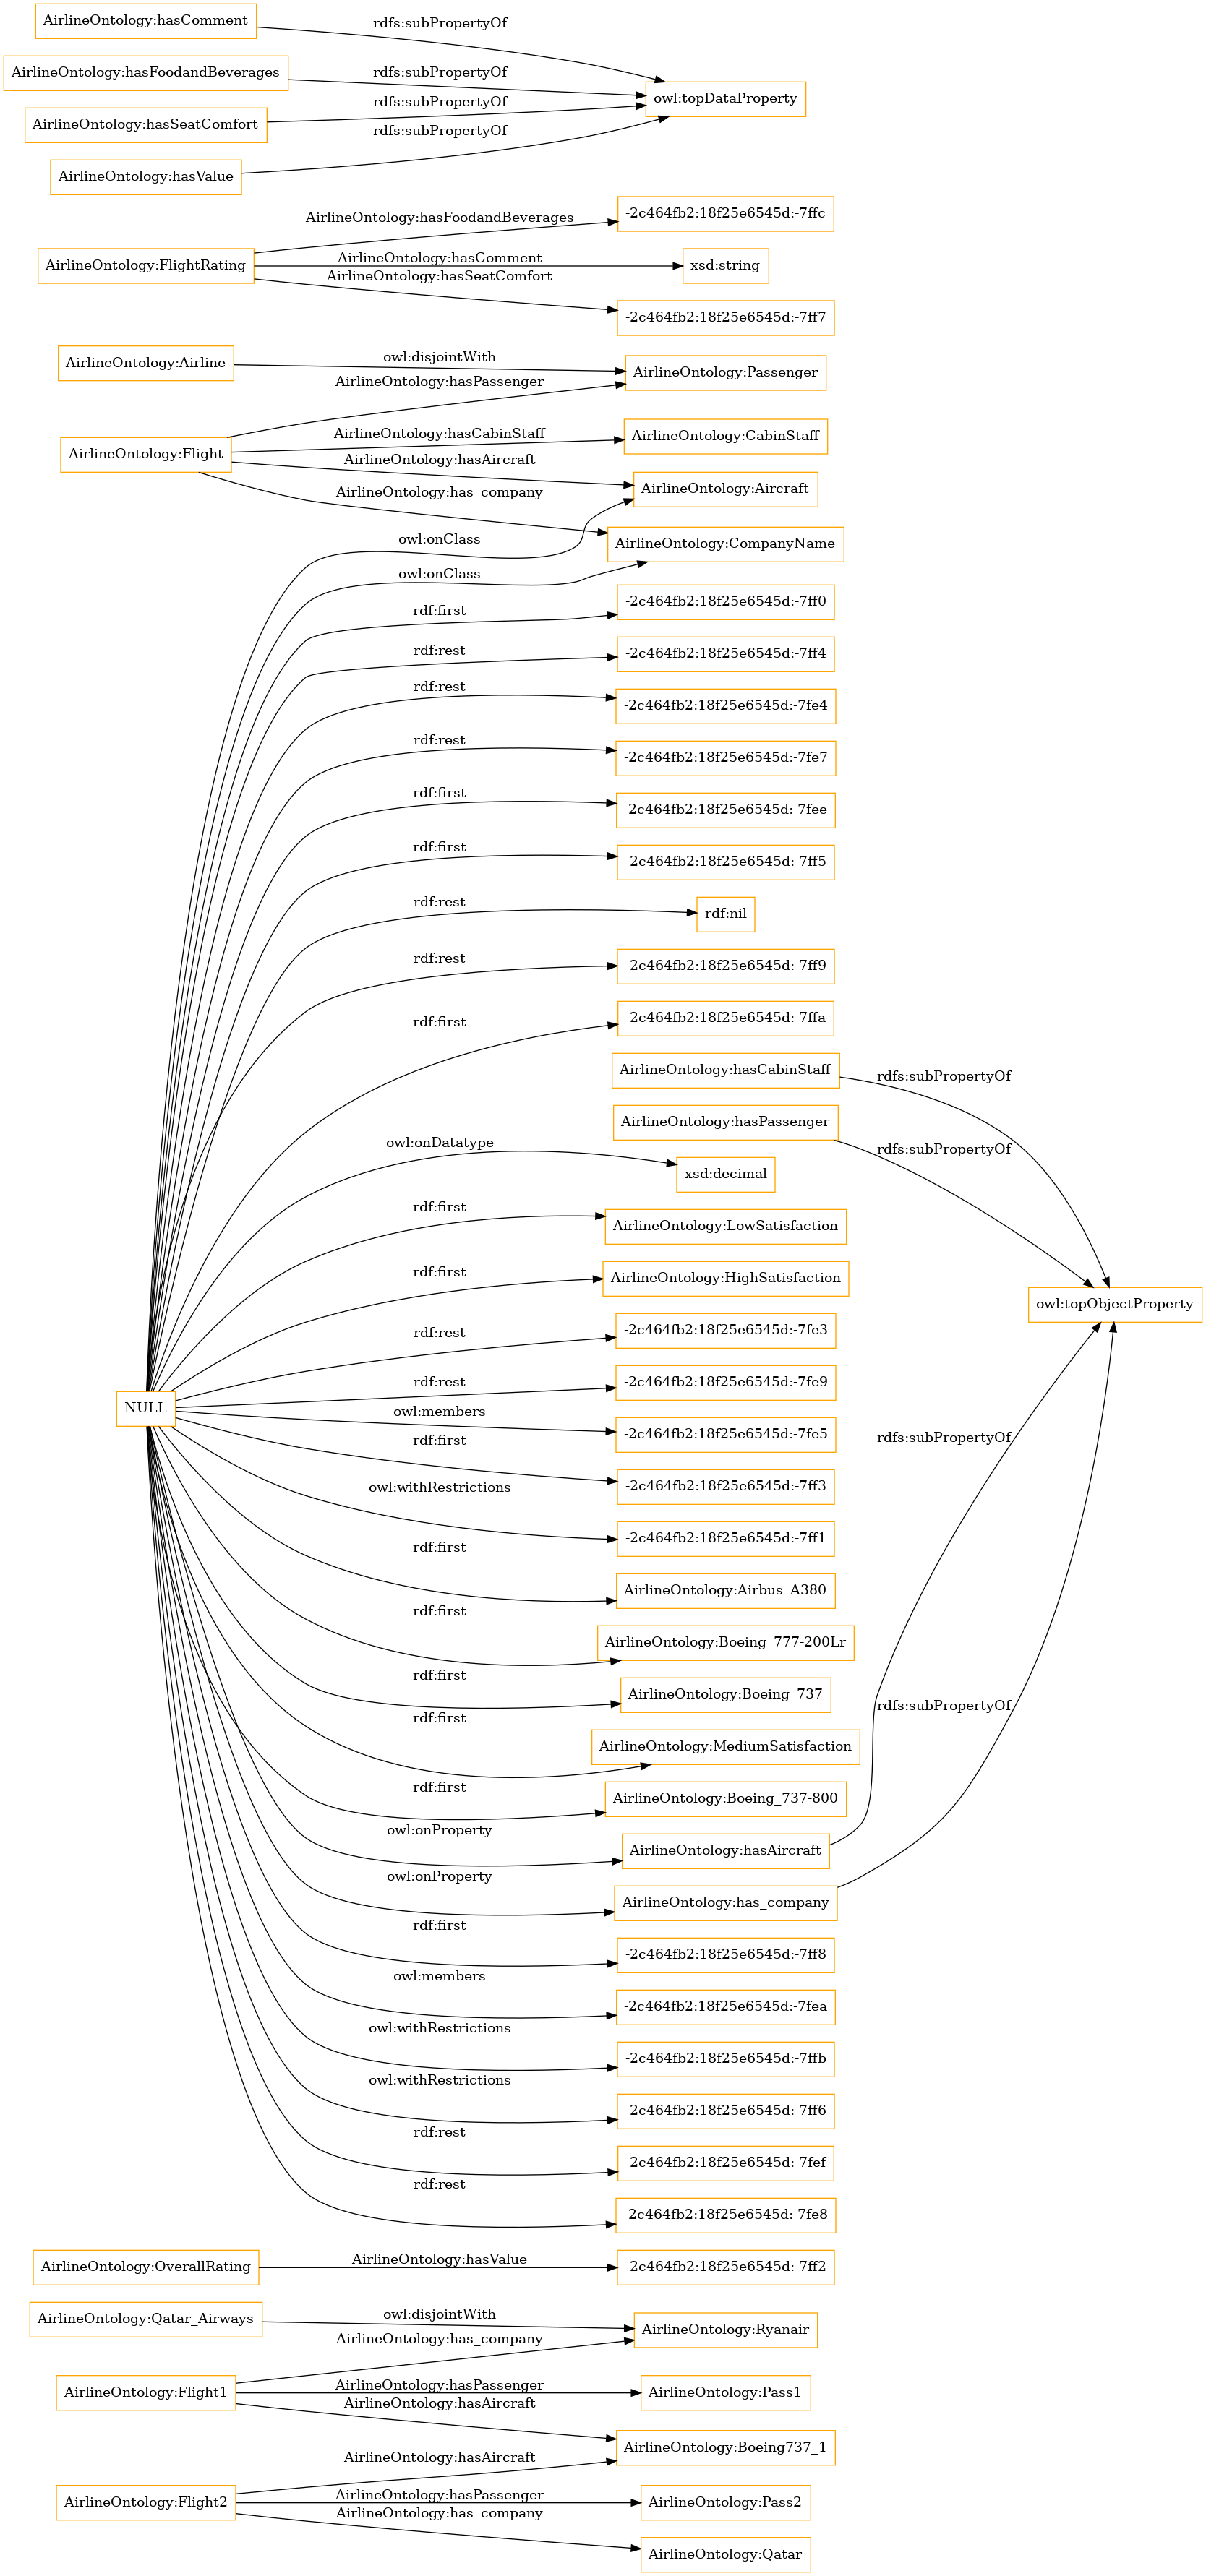 AirlineOntology:hasComment
rdfs:subPropertyOf
AirlineOntology:hasFoodandBeverages
rdfs:subPropertyOf
owl:topDataProperty
AirlineOntology:hasSeatComfort
rdfs:subPropertyOf
AirlineOntology:hasValue
rdfs:subPropertyOf
AirlineOntology:FlightRating
AirlineOntology:hasFoodandBeverages
-2c464fb2:18f25e6545d:-7ffc
AirlineOntology:hasComment
xsd:string
AirlineOntology:hasSeatComfort
-2c464fb2:18f25e6545d:-7ff7
AirlineOntology:Airline
owl:disjointWith
AirlineOntology:Passenger
AirlineOntology:hasPassenger
AirlineOntology:Flight
AirlineOntology:hasCabinStaff
AirlineOntology:CabinStaff
AirlineOntology:hasAircraft
AirlineOntology:Aircraft
AirlineOntology:has_company
owl:onClass
AirlineOntology:CompanyName
owl:onClass
rdf:first
-2c464fb2:18f25e6545d:-7ff0
rdf:rest
-2c464fb2:18f25e6545d:-7ff4
rdf:rest
-2c464fb2:18f25e6545d:-7fe4
rdf:rest
-2c464fb2:18f25e6545d:-7fe7
rdf:first
-2c464fb2:18f25e6545d:-7fee
rdf:first
-2c464fb2:18f25e6545d:-7ff5
rdf:rest
rdf:nil
rdf:rest
-2c464fb2:18f25e6545d:-7ff9
rdf:first
-2c464fb2:18f25e6545d:-7ffa
AirlineOntology:hasCabinStaff
rdfs:subPropertyOf
AirlineOntology:hasPassenger
rdfs:subPropertyOf
owl:onDatatype
xsd:decimal
rdf:first
AirlineOntology:LowSatisfaction
rdf:first
AirlineOntology:HighSatisfaction
owl:topObjectProperty
rdf:rest
-2c464fb2:18f25e6545d:-7fe3
rdf:rest
-2c464fb2:18f25e6545d:-7fe9
NULL
owl:members
-2c464fb2:18f25e6545d:-7fe5
rdf:first
rdfs:subPropertyOf
-2c464fb2:18f25e6545d:-7ff3
owl:withRestrictions
-2c464fb2:18f25e6545d:-7ff1
rdf:first
AirlineOntology:Airbus_A380
rdf:first
AirlineOntology:Boeing_777-200Lr
rdf:first
AirlineOntology:Boeing_737
rdfs:subPropertyOf
rdf:first
AirlineOntology:MediumSatisfaction
rdf:first
AirlineOntology:Boeing_737-800
owl:onProperty
AirlineOntology:hasAircraft
owl:onProperty
AirlineOntology:has_company
rdf:first
-2c464fb2:18f25e6545d:-7ff8
owl:members
-2c464fb2:18f25e6545d:-7fea
owl:withRestrictions
-2c464fb2:18f25e6545d:-7ffb
owl:withRestrictions
-2c464fb2:18f25e6545d:-7ff6
rdf:rest
-2c464fb2:18f25e6545d:-7fef
rdf:rest
-2c464fb2:18f25e6545d:-7fe8
AirlineOntology:OverallRating
AirlineOntology:hasValue
-2c464fb2:18f25e6545d:-7ff2
AirlineOntology:Qatar_Airways
owl:disjointWith
AirlineOntology:Ryanair
AirlineOntology:has_company
AirlineOntology:Flight1
AirlineOntology:hasPassenger
AirlineOntology:Pass1
AirlineOntology:hasAircraft
AirlineOntology:Boeing737_1
AirlineOntology:hasAircraft
AirlineOntology:Flight2
AirlineOntology:hasPassenger
AirlineOntology:Pass2
AirlineOntology:has_company
AirlineOntology:Qatar